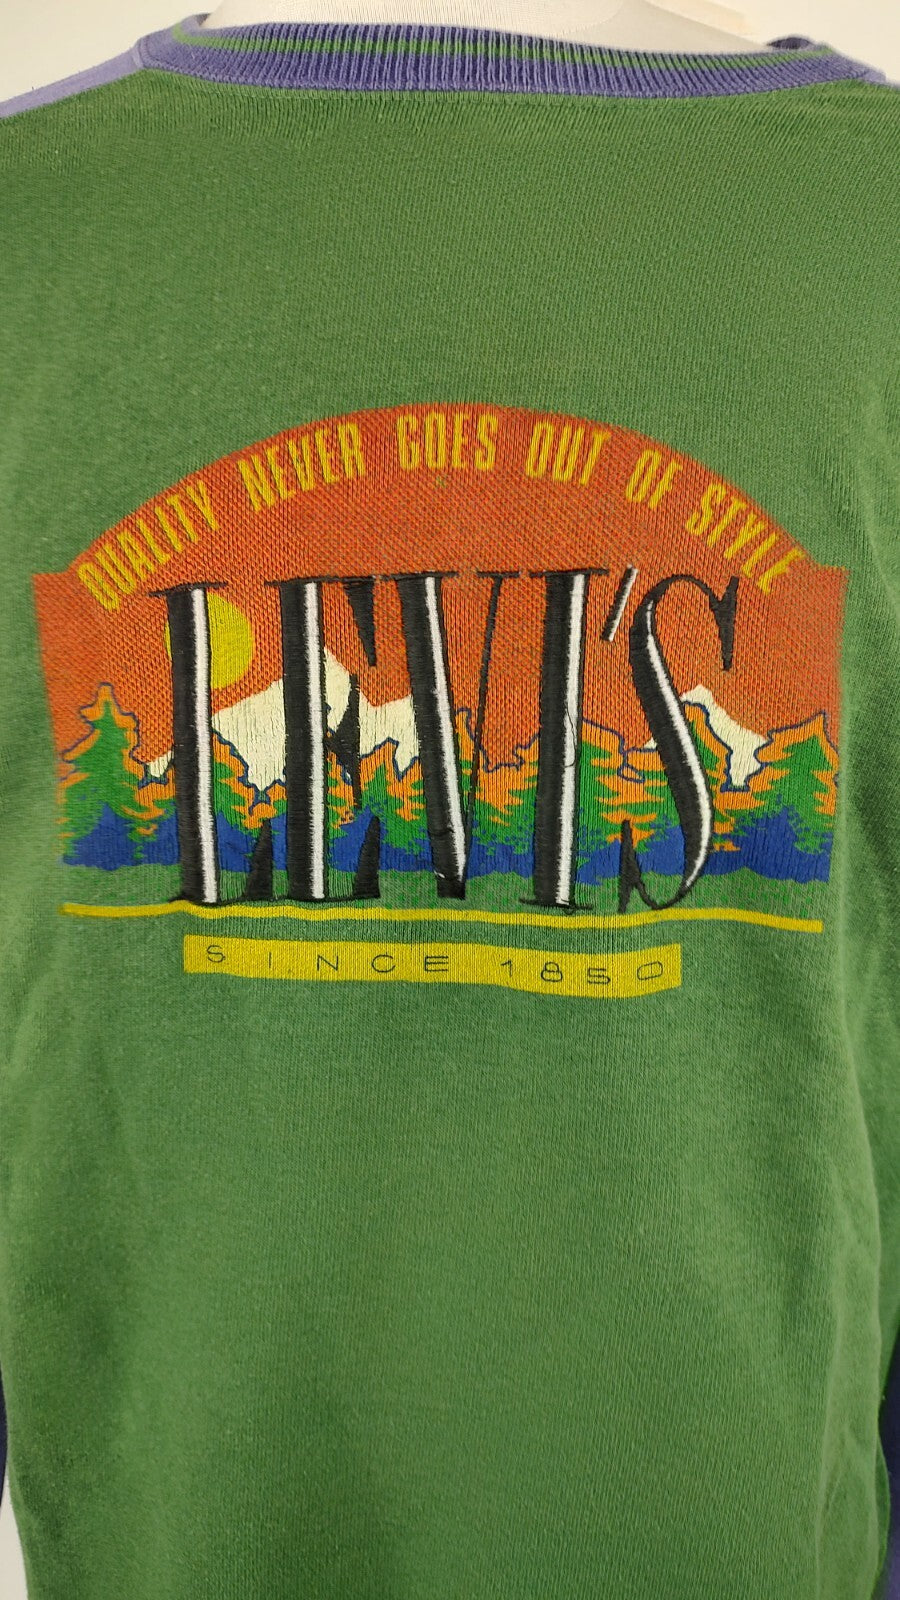 QUALITY NEVER GOES OUT OF STYLE
LEVI'S
SINCE 1850